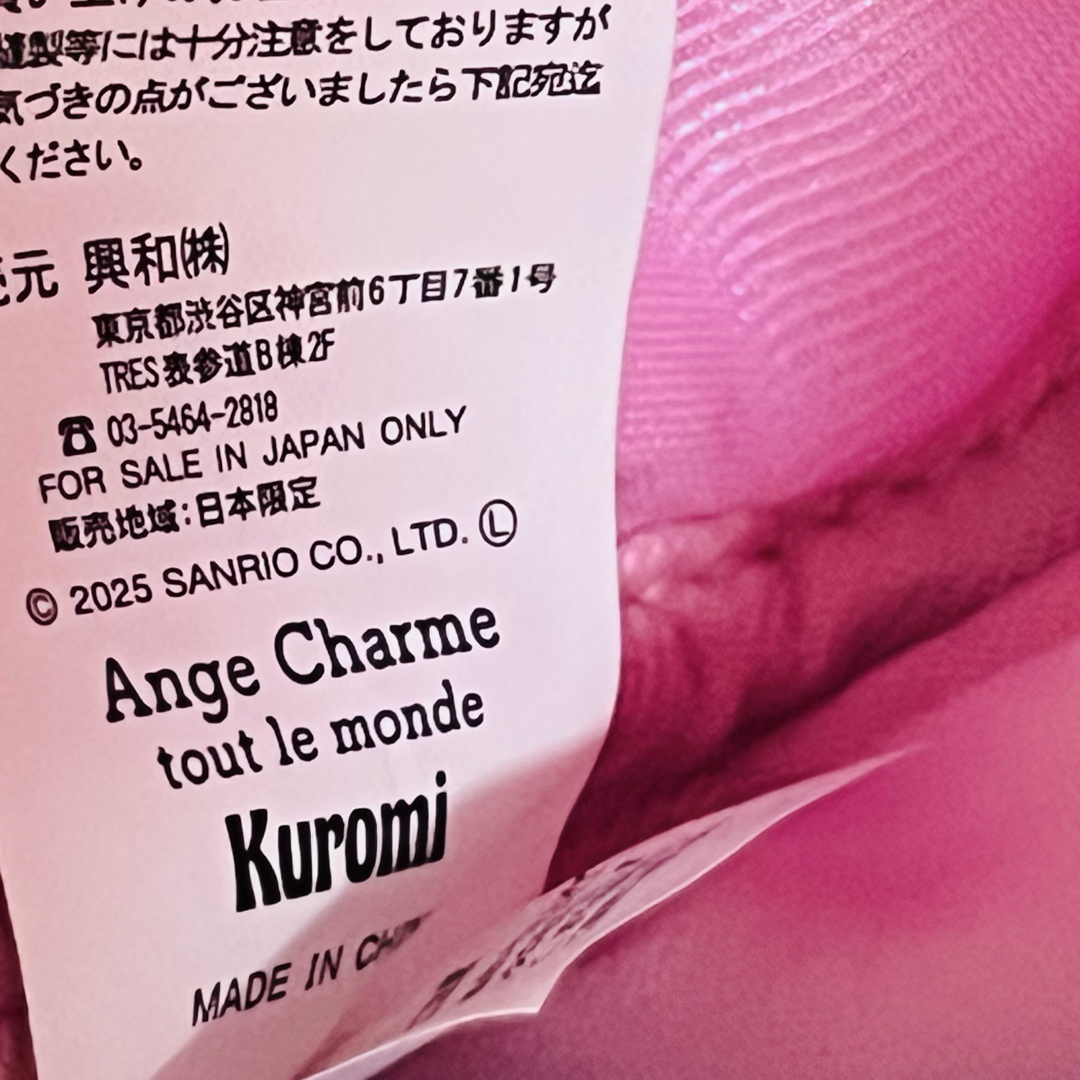 縫製等には十分注意をしておりますが
気づきの点がございましたら下記宛迄
ください。
元 興和㈱
東京都渋谷区神宮前6丁目7番1号
TRES表参道B棟2F
☎ 03-5464-2818
FOR SALE IN JAPAN ONLY
販売地域:日本限定
© 2025 SANRIO CO., LTD. Ⓛ
Ange Charme
tout le monde
Kuromi
MADE IN